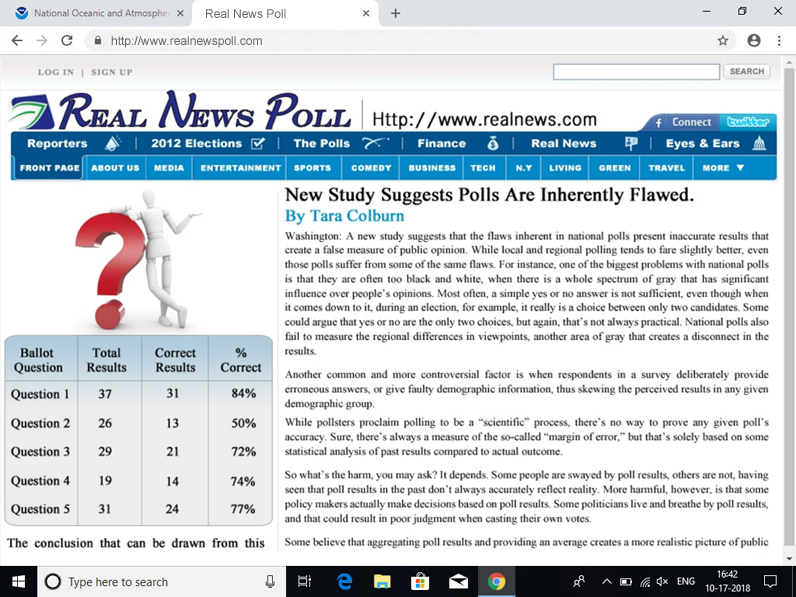 National Oceanic and Atmospher
Real News Poll
http://www.realnewspoll.com
LOG IN | SIGN UP
SEARCH
REAL NEWS POLL
Http://www.realnews.com
f Connect
twitter
Reporters | 2012 Elections | The Polls | Finance | Real News | Eyes & Ears
FRONT PAGE ABOUT US MEDIA ENTERTAINMENT SPORTS COMEDY BUSINESS TECH N.Y LIVING GREEN TRAVEL MORE ▼
New Study Suggests Polls Are Inherently Flawed.
By Tara Colburn
Washington: A new study suggests that the flaws inherent in national polls present inaccurate results that
create a false measure of public opinion. While local and regional polling tends to fare slightly better, even
those polls suffer from some of the same flaws. For instance, one of the biggest problems with national polls
is that they are often too black and white, when there is a whole spectrum of gray that has significant
influence over people's opinions. Most often, a simple yes or no answer is not sufficient, even though when
it comes down to it, during an election, for example, it really is a choice between only two candidates. Some
could argue that yes or no are the only two choices, but again, that's not always practical. National polls also
fail to measure the regional differences in viewpoints, another area of gray that creates a disconnect in the
results.
Another common and more controversial factor is when respondents in a survey deliberately provide
erroneous answers, or give faulty demographic information, thus skewing the perceived results in any given
demographic group.
While pollsters proclaim polling to be a “scientific” process, there's no way to prove any given poll's
accuracy. Sure, there's always a measure of the so-called “margin of error,” but that's solely based on some
statistical analysis of past results compared to actual outcome.
So what's the harm, you may ask? It depends. Some people are swayed by poll results, others are not, having
seen that poll results in the past don't always accurately reflect reality. More harmful, however, is that some
policy makers actually make decisions based on poll results. Some politicians live and breathe by poll results,
and that could result in poor judgment when casting their own votes.
Some believe that aggregating poll results and providing an average creates a more realistic picture of public
Ballot Question Total Results Correct Results % Correct
Question 1 37 31 84%
Question 2 26 13 50%
Question 3 29 21 72%
Question 4 19 14 74%
Question 5 31 24 77%
The conclusion that can be drawn from this
Type here to search
ENG
16:42
10-17-2018